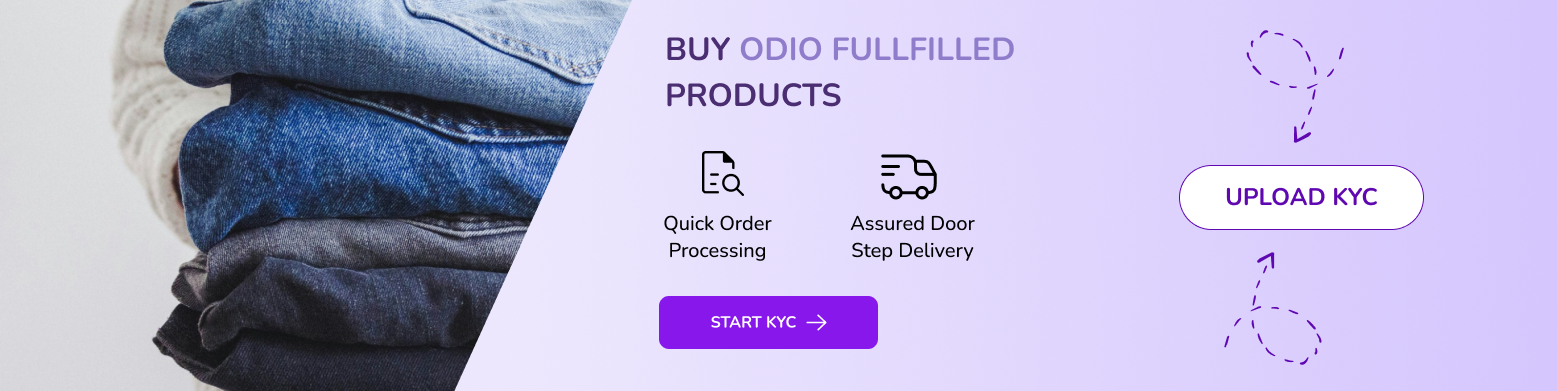 BUY ODIO FULLFILLED
PRODUCTS
Quick Order
Processing
Assured Door
Step Delivery
START KYC
UPLOAD KYC